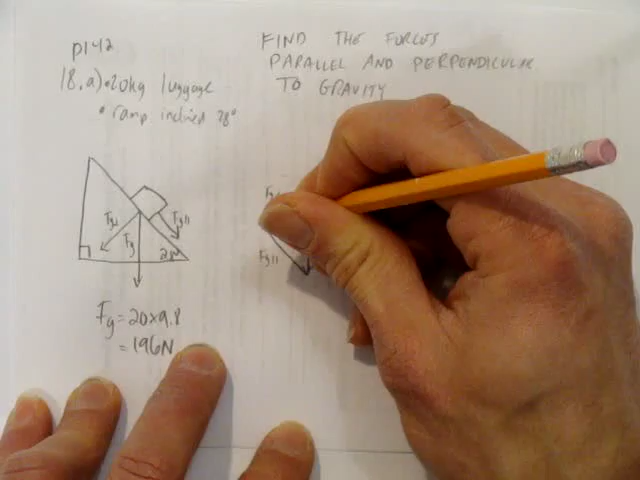 p142
18. a) • 20kg luggage
• ramp inclined 28°
FIND THE FORCES
PARALLEL AND PERPENDICULAR
TO GRAVITY
Fg⊥
Fg
Fg||
28°
Fg = 20 x 9.8
= 196N
Fg||